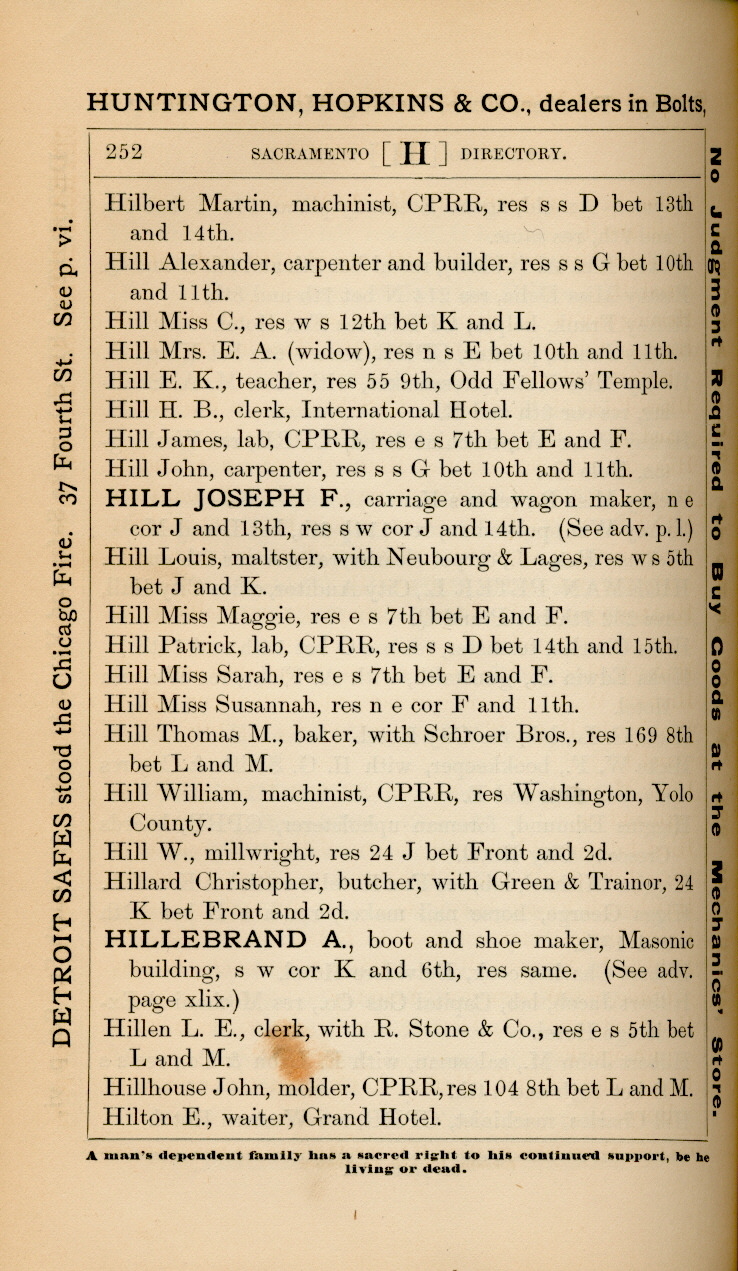 HUNTINGTON, HOPKINS & CO., dealers in Bolts,
252 SACRAMENTO [ H ] DIRECTORY.
Hilbert Martin, machinist, CPRR, res s s D bet 13th
and 14th.
Hill Alexander, carpenter and builder, res s s G bet 10th
and 11th.
Hill Miss C., res w s 12th bet K and L.
Hill Mrs. E. A. (widow), res n s E bet 10th and 11th.
Hill E. K., teacher, res 55 9th, Odd Fellows' Temple.
Hill H. B., clerk, International Hotel.
Hill James, lab, CPRR, res e s 7th bet E and F.
Hill John, carpenter, res s s G bet 10th and 11th.
HILL JOSEPH F., carriage and wagon maker, n e
cor J and 13th, res s w cor J and 14th. (See adv. p. l.)
Hill Louis, maltster, with Neubourg & Lages, res w s 5th
bet J and K.
Hill Miss Maggie, res e s 7th bet E and F.
Hill Patrick, lab, CPRR, res s s D bet 14th and 15th.
Hill Miss Sarah, res e s 7th bet E and F.
Hill Miss Susannah, res n e cor F and 11th.
Hill Thomas M., baker, with Schroer Bros., res 169 8th
bet L and M.
Hill William, machinist, CPRR, res Washington, Yolo
County.
Hill W., millwright, res 24 J bet Front and 2d.
Hillard Christopher, butcher, with Green & Trainor, 24
K bet Front and 2d.
HILLEBRAND A., boot and shoe maker, Masonic
building, s w cor K and 6th, res same. (See adv.
page xlix.)
Hillen L. E., clerk, with R. Stone & Co., res e s 5th bet
L and M.
Hillhouse John, molder, CPRR, res 104 8th bet L and M.
Hilton E., waiter, Grand Hotel.
A man's dependent family has a sacred right to his continued support, be he
living or dead.
DETROIT SAFES stood the Chicago Fire. 37 Fourth St. See p. vi.
No Judgment Required to Buy Goods at the Mechanics' Store.